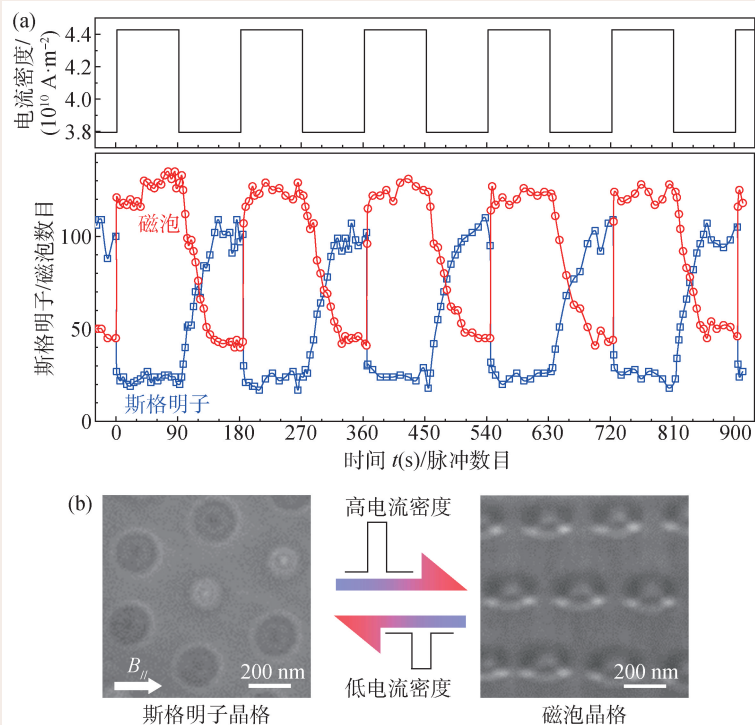 (a)
电流密度/
(10¹⁰ A·m⁻²)
4.4
4.0
3.8
斯格明子/磁泡数目
100
50
0
磁泡
斯格明子
0 90 180 270 360 450 540 630 720 810 900
时间 t(s)/脉冲数目
(b)
高电流密度
低电流密度
B//
200 nm
200 nm
斯格明子晶格
磁泡晶格